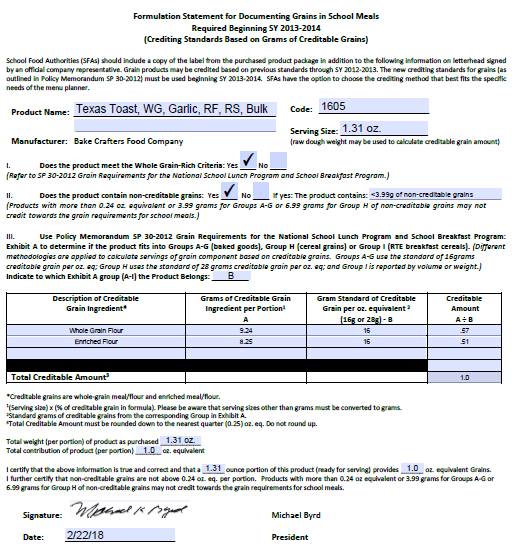 Formulation Statement for Documenting Grains in School Meals
Required Beginning SY 2013-2014
(Crediting Standards Based on Grams of Creditable Grains)
School Food Authorities (SFAs) should include a copy of the label from the purchased product package in addition to the following information on letterhead signed
by an official company representative. Grain products may be credited based on previous standards through SY 2012-2013. The new crediting standards for grains (as
outlined in Policy Memorandum SP 30-2012) must be used beginning SY 2013-2014. SFAs have the option to choose the crediting method that best fits the specific
needs of the menu planner.
Product Name: Texas Toast, WG, Garlic, RF, RS, Bulk Code: 1605
Serving Size: 1.31 oz.
Manufacturer: Bake Crafters Food Company (raw dough weight may be used to calculate creditable grain amount)
I. Does the product meet the Whole Grain-Rich Criteria: Yes ✓ No
(Refer to SP 30-2012 Grain Requirements for the National School Lunch Program and School Breakfast Program.)
II. Does the product contain non-creditable grains: Yes ✓ No If yes: The product contains: <3.99g of non-creditable grains
(Products with more than 0.24 oz. equivalent or 3.99 grams for Groups A-G or 6.99 grams for Group H of non-creditable grains may not
credit towards the grain requirements for school meals.)
III. Use Policy Memorandum SP 30-2012 Grain Requirements for the National School Lunch Program and School Breakfast Program:
Exhibit A to determine if the product fits into Groups A-G (baked goods), Group H (cereal grains) or Group I (RTE breakfast cereals). (Different
methodologies are applied to calculate servings of grain component based on creditable grains. Groups A-G use the standard of 16grams
creditable grain per oz. eq; Group H uses the standard of 28 grams creditable grain per oz. eq; and Group I is reported by volume or weight.)
Indicate to which Exhibit A group (A-I) the Product Belongs: B
Description of Creditable Grams of Creditable Grain Gram Standard of Creditable Creditable
Grain Ingredient* Ingredient per Portion¹ Grain per oz. equivalent ² Amount
A (16g or 28g) - B A ÷ B
Whole Grain Flour 9.24 16 .57
Enriched Flour 8.25 16 .51
Total Creditable Amount³ 1.0
*Creditable grains are whole-grain meal/flour and enriched meal/flour.
¹(Serving size) x (% of creditable grain in formula). Please be aware that serving sizes other than grams must be converted to grams.
²Standard grams of creditable grains from the corresponding Group in Exhibit A.
³Total Creditable Amount must be rounded down to the nearest quarter (0.25) oz. eq. Do not round up.
Total weight (per portion) of product as purchased 1.31 oz.
Total contribution of product (per portion) 1.0 oz. equivalent
I certify that the above information is true and correct and that a 1.31 ounce portion of this product (ready for serving) provides 1.0 oz. equivalent Grains.
I further certify that non-creditable grains are not above 0.24 oz. eq. per portion. Products with more than 0.24 oz equivalent or 3.99 grams for Groups A-G or
6.99 grams for Group H of non-creditable grains may not credit towards the grain requirements for school meals.
Signature: Michael K Byrd Michael Byrd
Date: 2/22/18 President